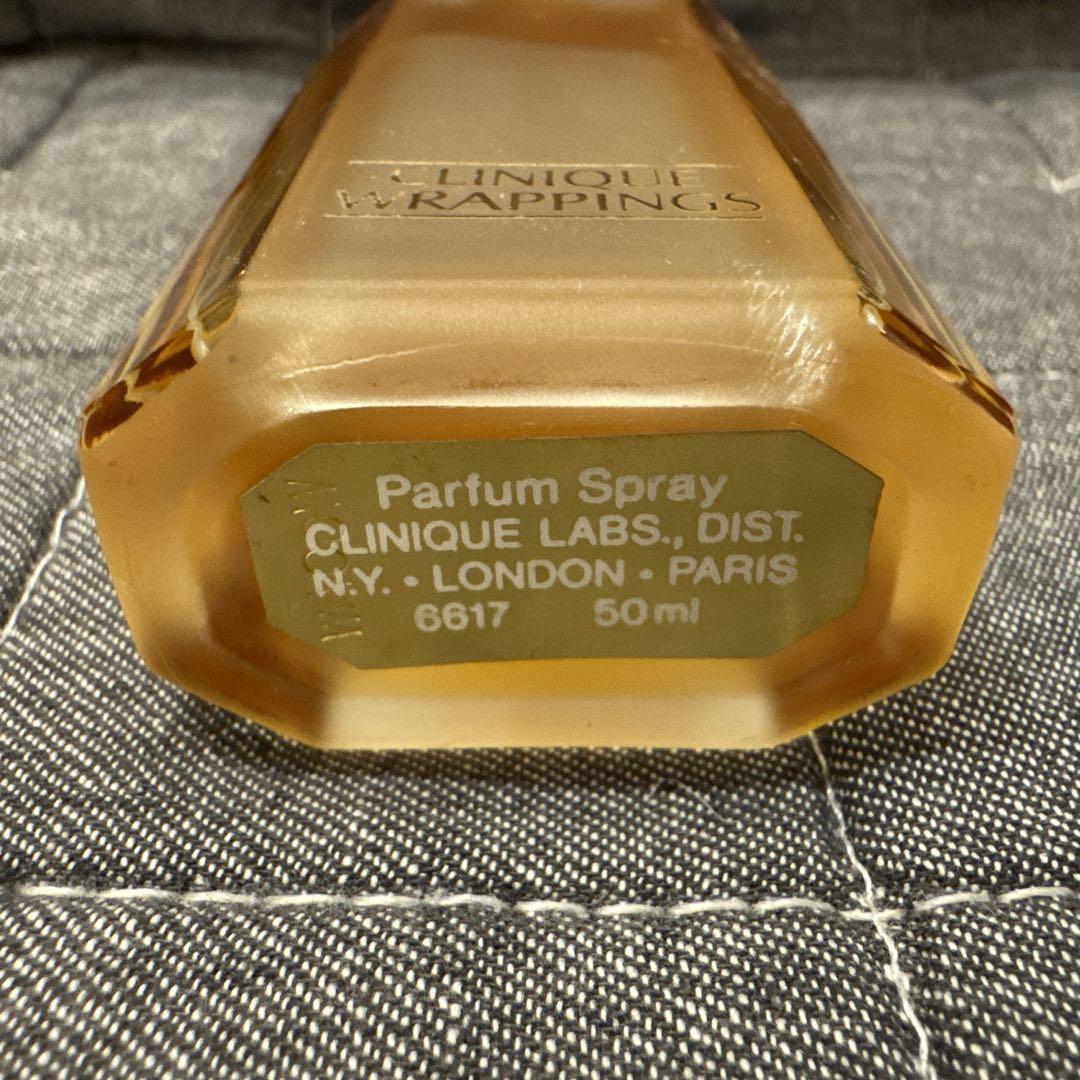 CLINIQUE
WRAPPINGS
Parfum Spray
CLINIQUE LABS., DIST.
N.Y. • LONDON • PARIS
6617 50ml